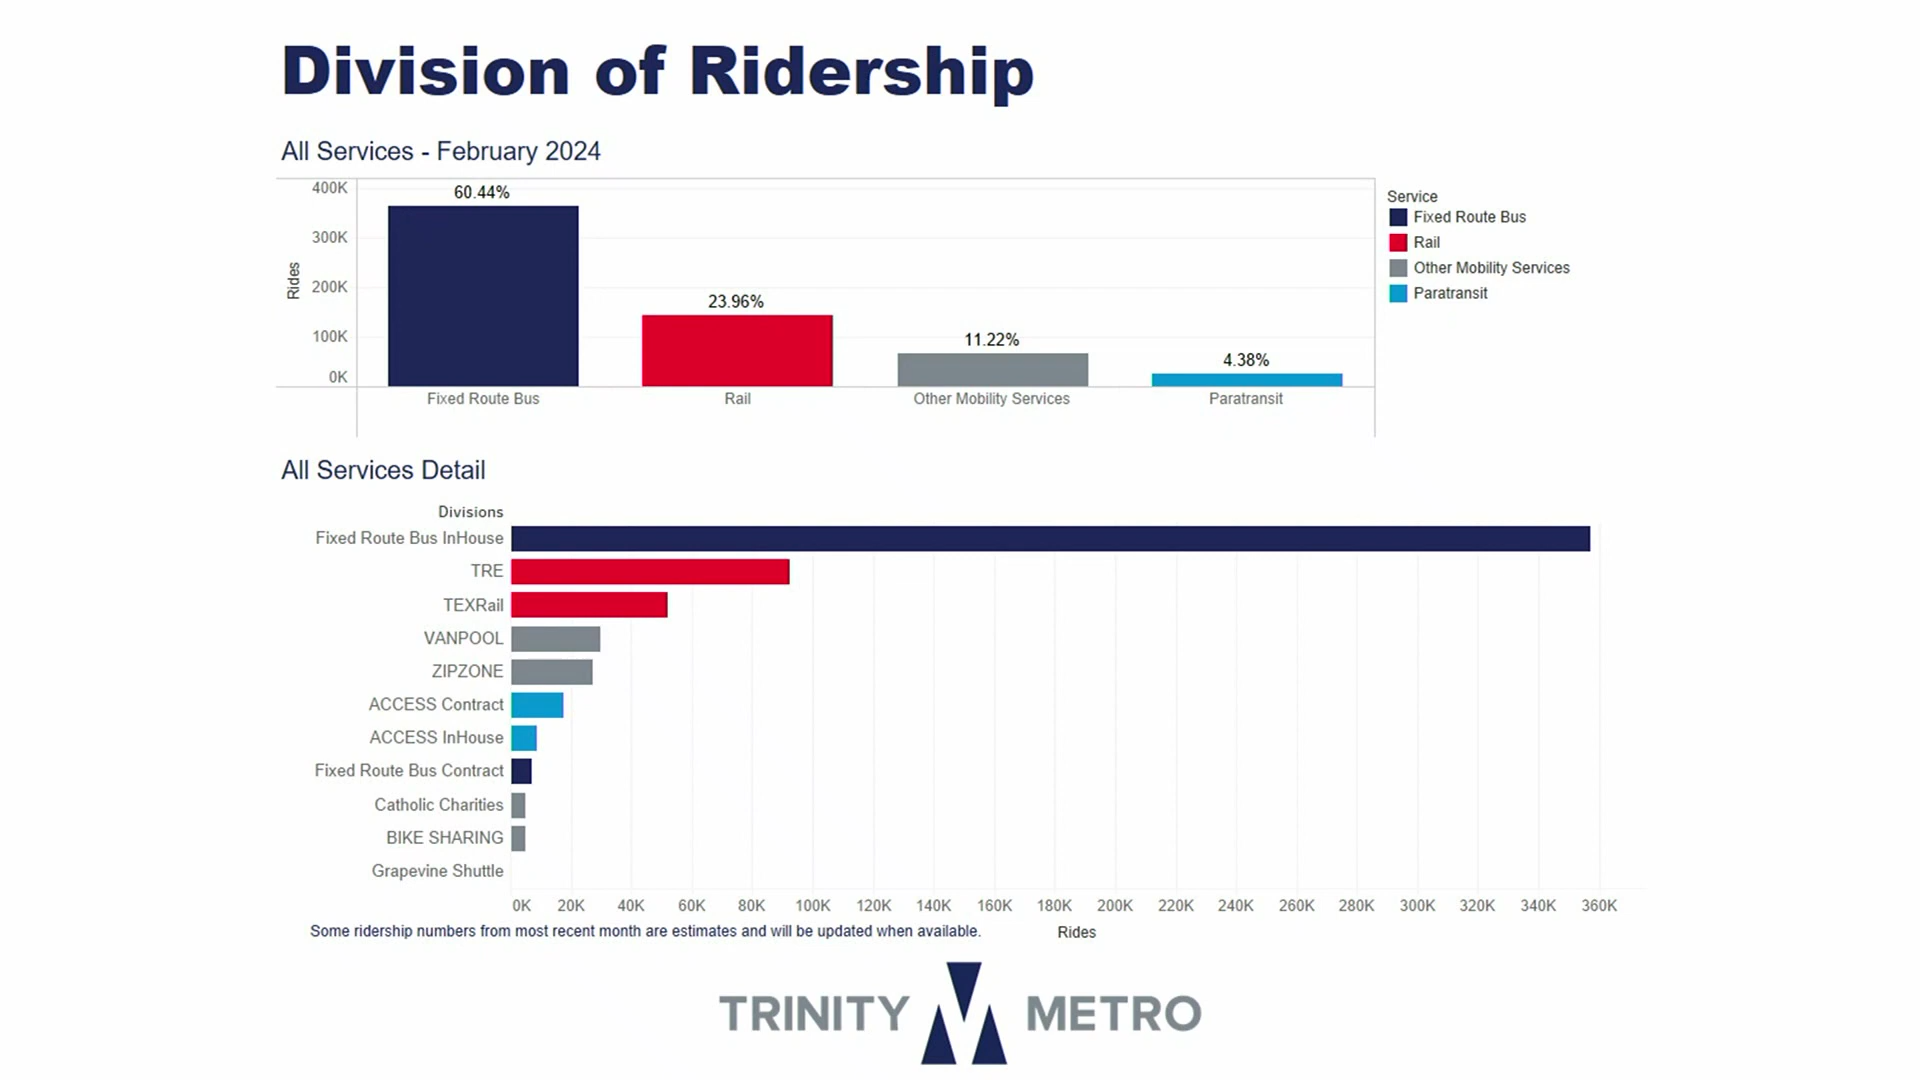 Division of Ridership
All Services - February 2024
400K
300K
200K
100K
0K
Rides
60.44%
23.96%
11.22%
4.38%
Fixed Route Bus
Rail
Other Mobility Services
Paratransit
Service
Fixed Route Bus
Rail
Other Mobility Services
Paratransit
All Services Detail
Divisions
Fixed Route Bus InHouse
TRE
TEXRail
VANPOOL
ZIPZONE
ACCESS Contract
ACCESS InHouse
Fixed Route Bus Contract
Catholic Charities
BIKE SHARING
Grapevine Shuttle
0K 20K 40K 60K 80K 100K 120K 140K 160K 180K 200K 220K 240K 260K 280K 300K 320K 340K 360K
Some ridership numbers from most recent month are estimates and will be updated when available.
Rides
TRINITY METRO